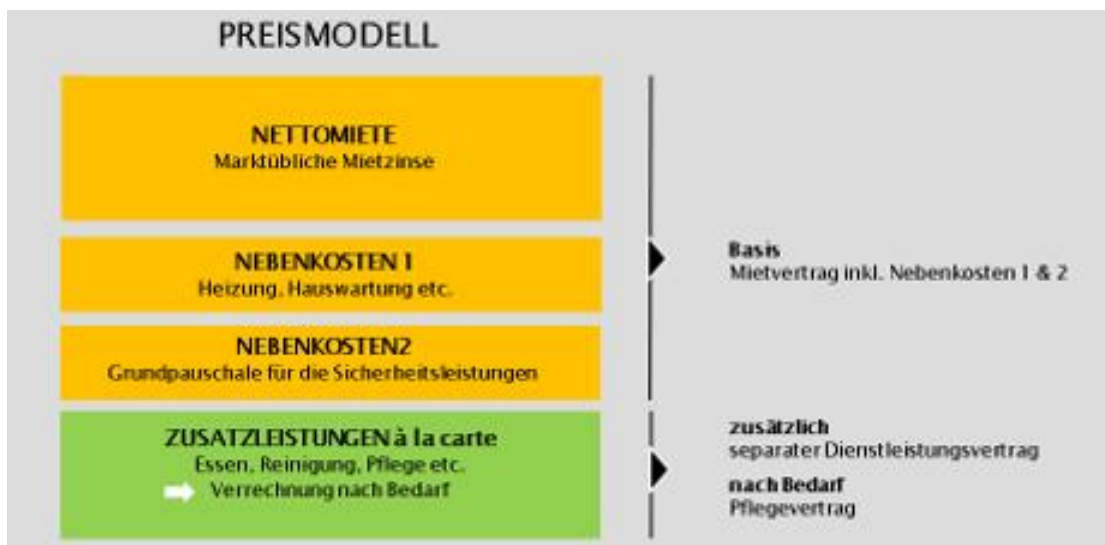 PREISMODELL
NETTOMIETE
Marktübliche Mietzinse
NEBENKOSTEN 1
Heizung, Hauswartung etc.
NEBENKOSTEN2
Grundpauschale für die Sicherheitsleistungen
ZUSATZLEISTUNGEN à la carte
Essen, Reinigung, Pflege etc.
Verrechnung nach Bedarf
Basis
Mietvertrag inkl. Nebenkosten 1 & 2
zusätzlich
separater Dienstleistungsvertrag
nach Bedarf
Pflegevertrag